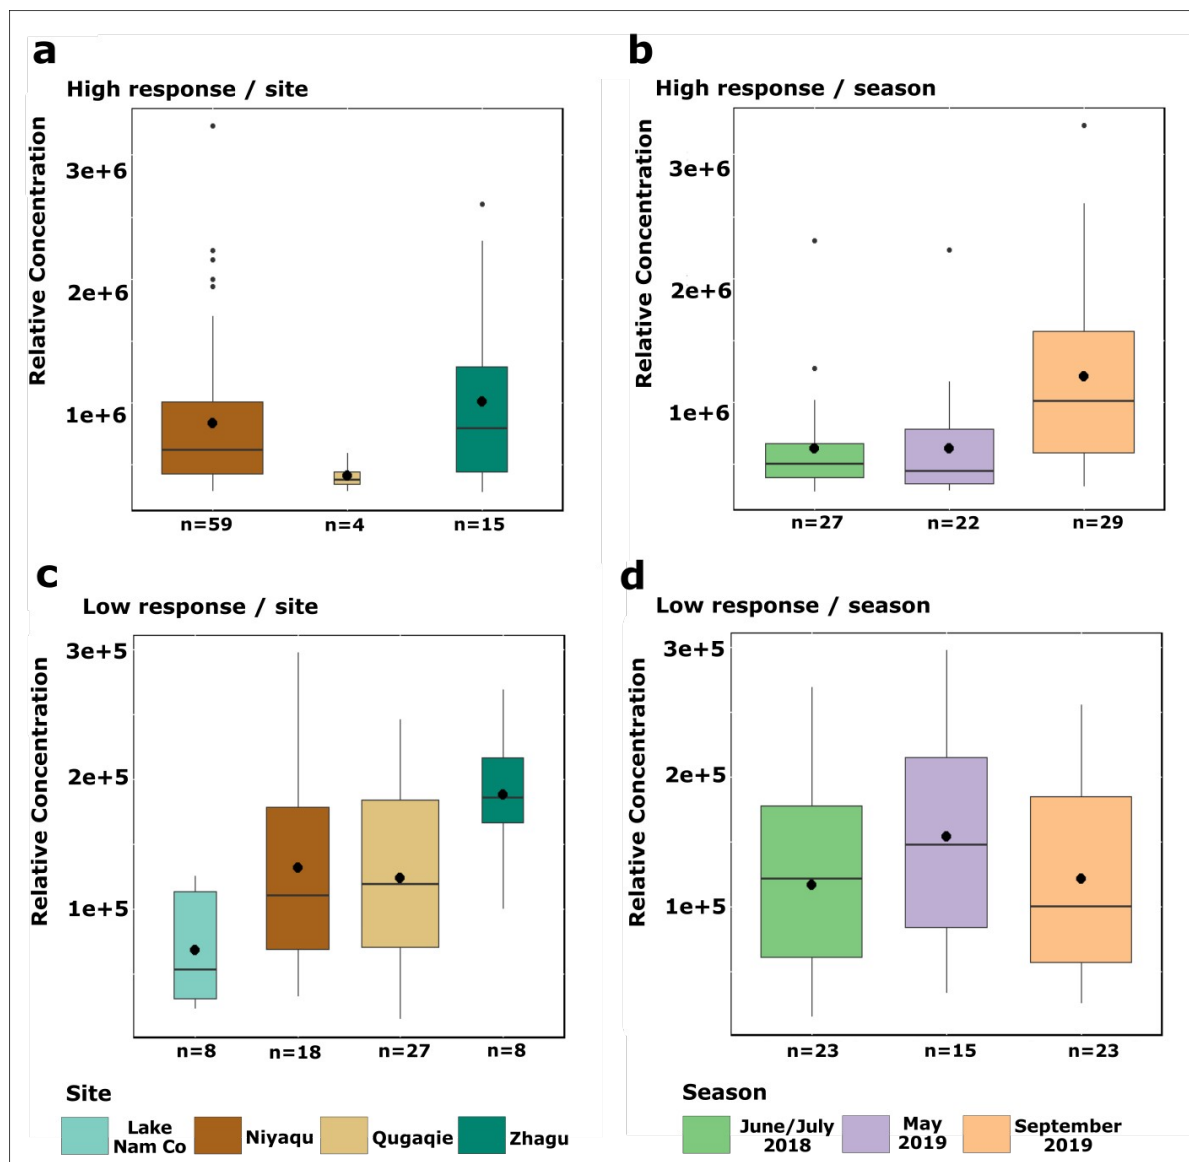 a
High response / site
Relative Concentration
3e+6
2e+6
1e+6
n=59 n=4 n=15
b
High response / season
Relative Concentration
3e+6
2e+6
1e+6
n=27 n=22 n=29
c
Low response / site
Relative Concentration
3e+5
2e+5
1e+5
n=8 n=18 n=27 n=8
d
Low response / season
Relative Concentration
3e+5
2e+5
1e+5
n=23 n=15 n=23
Site
Lake
Nam Co
Niyaqu
Qugaqie
Zhagu
Season
June/July
2018
May
2019
September
2019